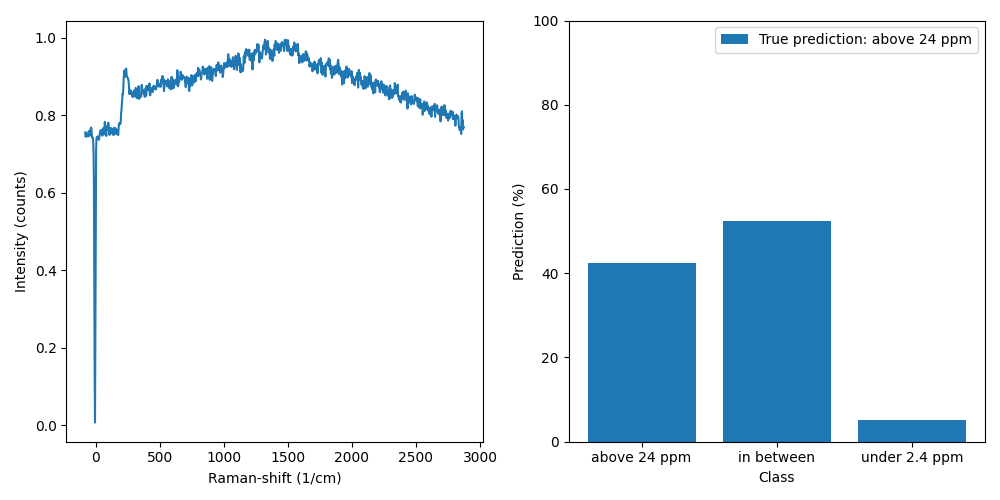 1.0
0.8
0.6
0.4
0.2
0.0
Intensity (counts)
0
500
1000
1500
2000
2500
3000
Raman-shift (1/cm)
100
80
60
40
20
0
Prediction (%)
True prediction: above 24 ppm
above 24 ppm
in between
under 2.4 ppm
Class